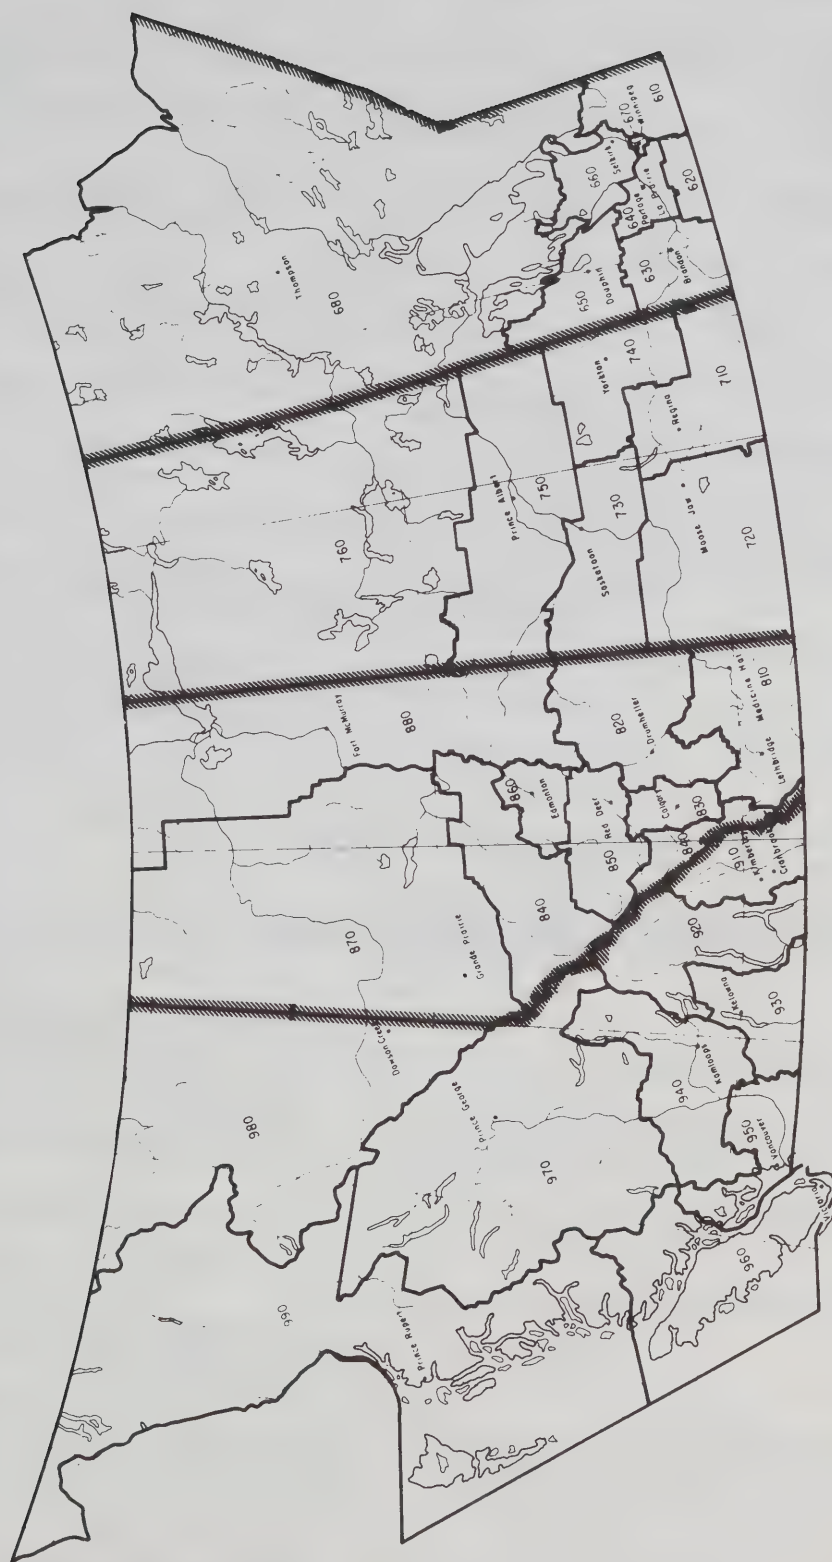 990
Prince Rupert
960
Victoria
980
Dawson Creek
Prince George
970
940
Kamloops
950
Vancouver
930
Kelowna
920
910
Kimberley
Cranbrook
870
Grande Prairie
840
840
850
Red Deer
860
Edmonton
830
Calgary
820
Drumheller
810
Medicine Hat
Lethbridge
880
Fort McMurray
760
Prince Albert
750
Saskatoon
730
Moose Jaw
720
Yorkton
740
Regina
710
Thompson
680
650
Dauphin
630
Brandon
640
Portage
La Prairie
620
660
Selkirk
670
Winnipeg
610